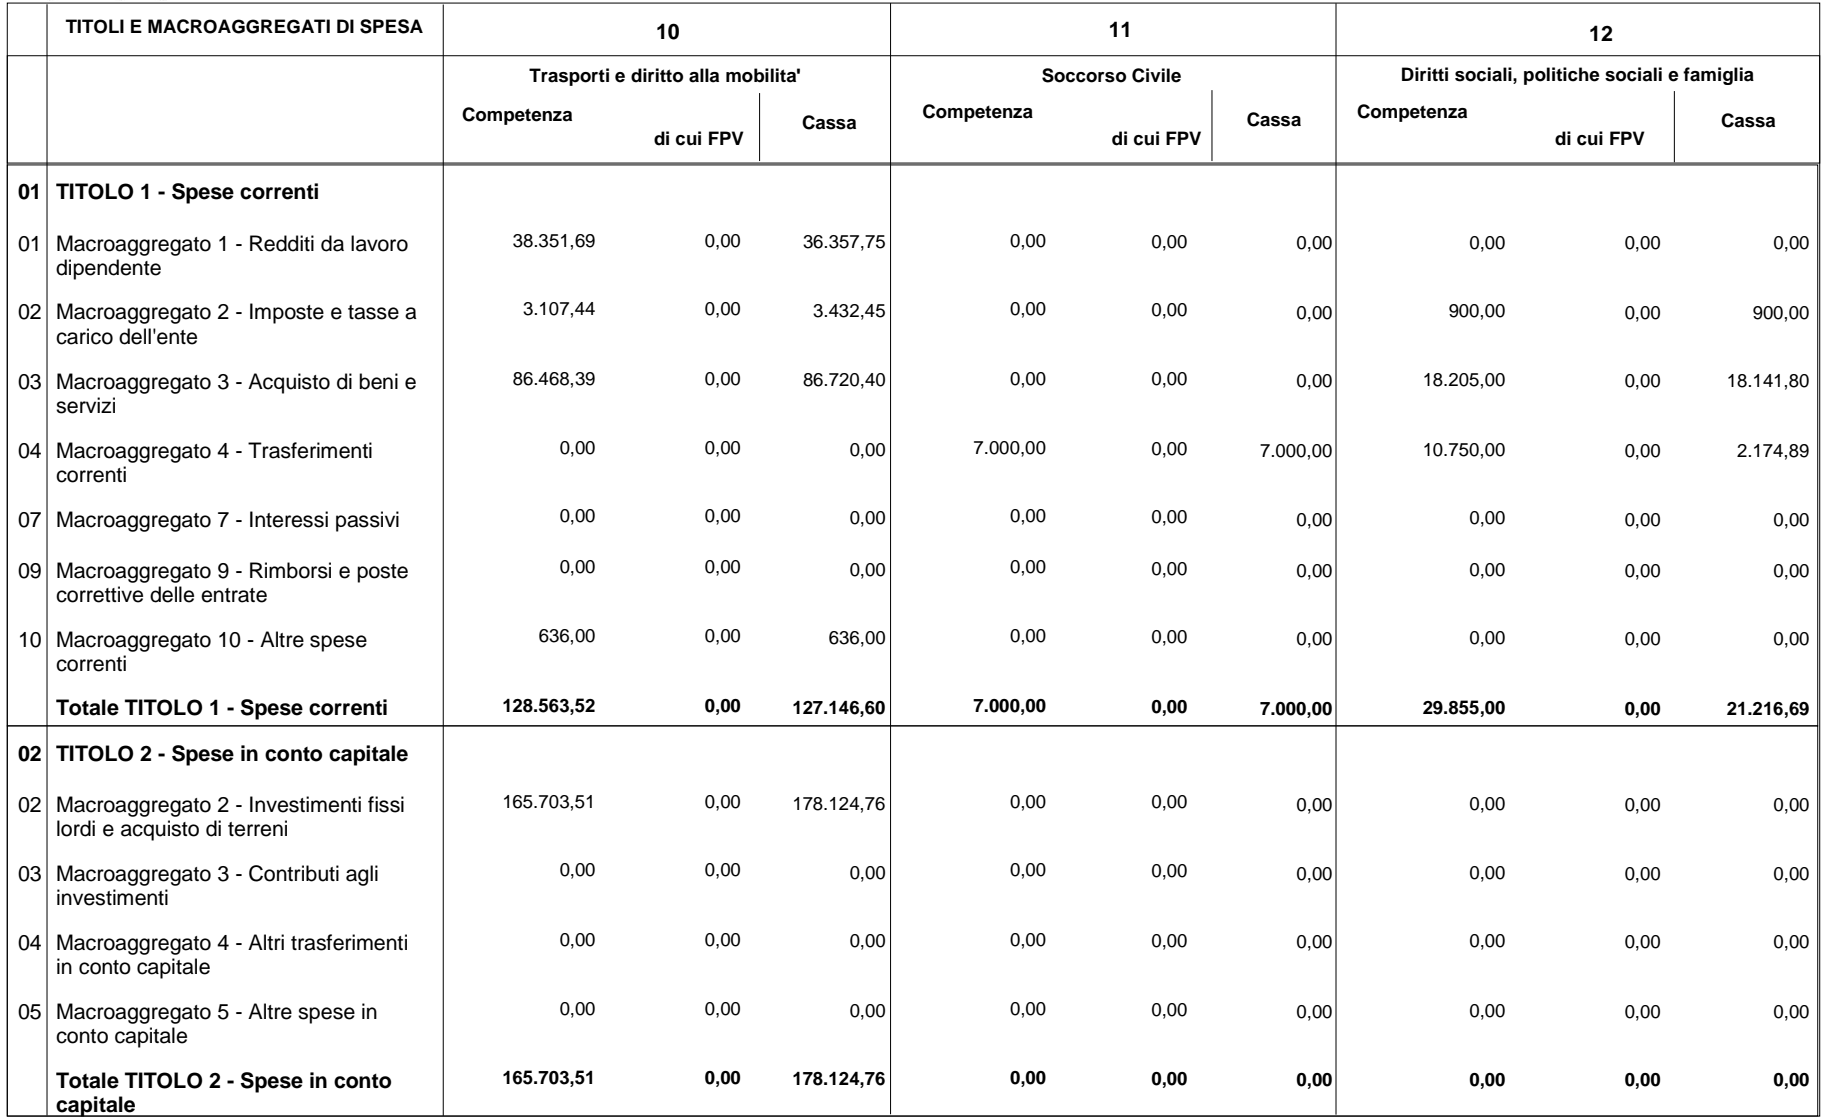 TITOLI E MACROAGGREGATI DI SPESA 10 11 12
Trasporti e diritto alla mobilita' Soccorso Civile Diritti sociali, politiche sociali e famiglia
Competenza di cui FPV Cassa Competenza di cui FPV Cassa Competenza di cui FPV Cassa
01 TITOLO 1 - Spese correnti
01 Macroaggregato 1 - Redditi da lavoro 38.351,69 0,00 36.357,75 0,00 0,00 0,00 0,00 0,00 0,00
dipendente
02 Macroaggregato 2 - Imposte e tasse a 3.107,44 0,00 3.432,45 0,00 0,00 0,00 900,00 0,00 900,00
carico dell'ente
03 Macroaggregato 3 - Acquisto di beni e 86.468,39 0,00 86.720,40 0,00 0,00 0,00 18.205,00 0,00 18.141,80
servizi
04 Macroaggregato 4 - Trasferimenti 0,00 0,00 0,00 7.000,00 0,00 7.000,00 10.750,00 0,00 2.174,89
correnti
07 Macroaggregato 7 - Interessi passivi 0,00 0,00 0,00 0,00 0,00 0,00 0,00 0,00 0,00
09 Macroaggregato 9 - Rimborsi e poste 0,00 0,00 0,00 0,00 0,00 0,00 0,00 0,00 0,00
correttive delle entrate
10 Macroaggregato 10 - Altre spese 636,00 0,00 636,00 0,00 0,00 0,00 0,00 0,00 0,00
correnti
Totale TITOLO 1 - Spese correnti 128.563,52 0,00 127.146,60 7.000,00 0,00 7.000,00 29.855,00 0,00 21.216,69
02 TITOLO 2 - Spese in conto capitale
02 Macroaggregato 2 - Investimenti fissi 165.703,51 0,00 178.124,76 0,00 0,00 0,00 0,00 0,00 0,00
lordi e acquisto di terreni
03 Macroaggregato 3 - Contributi agli 0,00 0,00 0,00 0,00 0,00 0,00 0,00 0,00 0,00
investimenti
04 Macroaggregato 4 - Altri trasferimenti 0,00 0,00 0,00 0,00 0,00 0,00 0,00 0,00 0,00
in conto capitale
05 Macroaggregato 5 - Altre spese in 0,00 0,00 0,00 0,00 0,00 0,00 0,00 0,00 0,00
conto capitale
Totale TITOLO 2 - Spese in conto 165.703,51 0,00 178.124,76 0,00 0,00 0,00 0,00 0,00 0,00
capitale